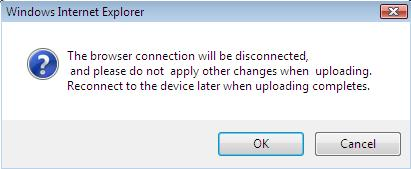 Windows Internet Explorer
The browser connection will be disconnected,
and please do not  apply other changes when  uploading.
Reconnect to the device later when uploading completes.
OK
Cancel